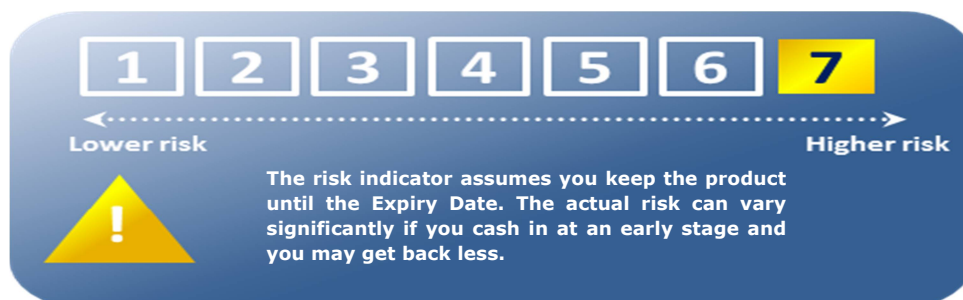 1 2 3 4 5 6 7
Lower risk Higher risk
!
The risk indicator assumes you keep the product
until the Expiry Date. The actual risk can vary
significantly if you cash in at an early stage and
you may get back less.